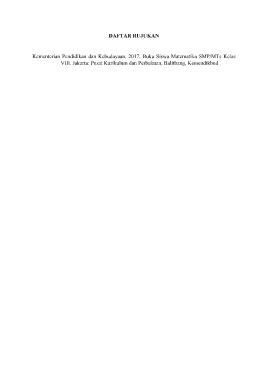 DAFTAR RUJUKAN
Kementerian Pendidikan dan Kebudayaan, 2017. Buku Siswa Matematika SMP/MTs Kelas
VIII. Jakarta: Pusat Kurikulum dan Perbukuan, Balitbang, Kemendikbud